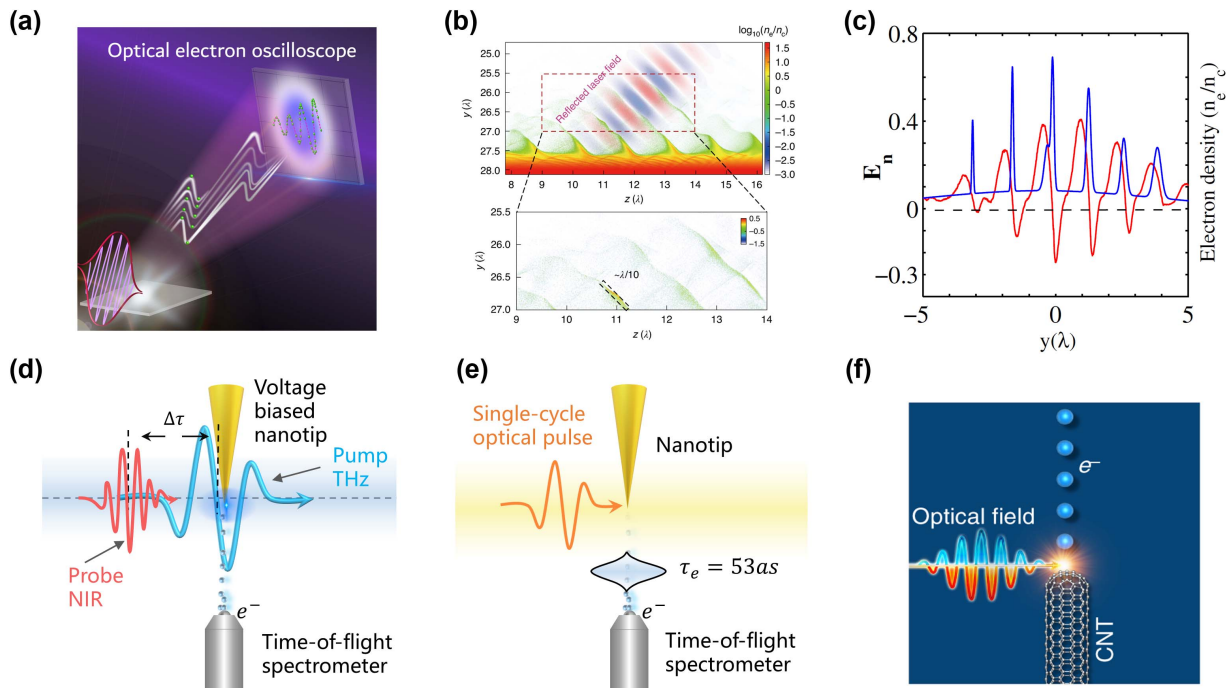 (a)
Optical electron oscilloscope
(b)
log₁₀(nₑ/n꜀)
Reflected laser field
y (λ)
25.0
25.5
26.0
26.5
27.0
27.5
28.0
8
9
10
11
12
13
14
15
16
z (λ)
1.5
1.0
0.5
0
−0.5
−1.0
−1.5
−2.0
−2.5
−3.0
y (λ)
25.5
26.0
26.5
27.0
~λ/10
0.5
−0.5
−1.5
9
10
11
12
13
14
z (λ)
(c)
0.8
0.4
0
−0.3
Eₙ
Electron density (nₑ/n꜀)
−5
0
5
y(λ)
(d)
Δτ
Voltage
biased
nanotip
Pump
THz
Probe
NIR
e⁻
Time-of-flight
spectrometer
(e)
Single-cycle
optical pulse
Nanotip
τₑ = 53as
e⁻
Time-of-flight
spectrometer
(f)
e⁻
Optical field
CNT